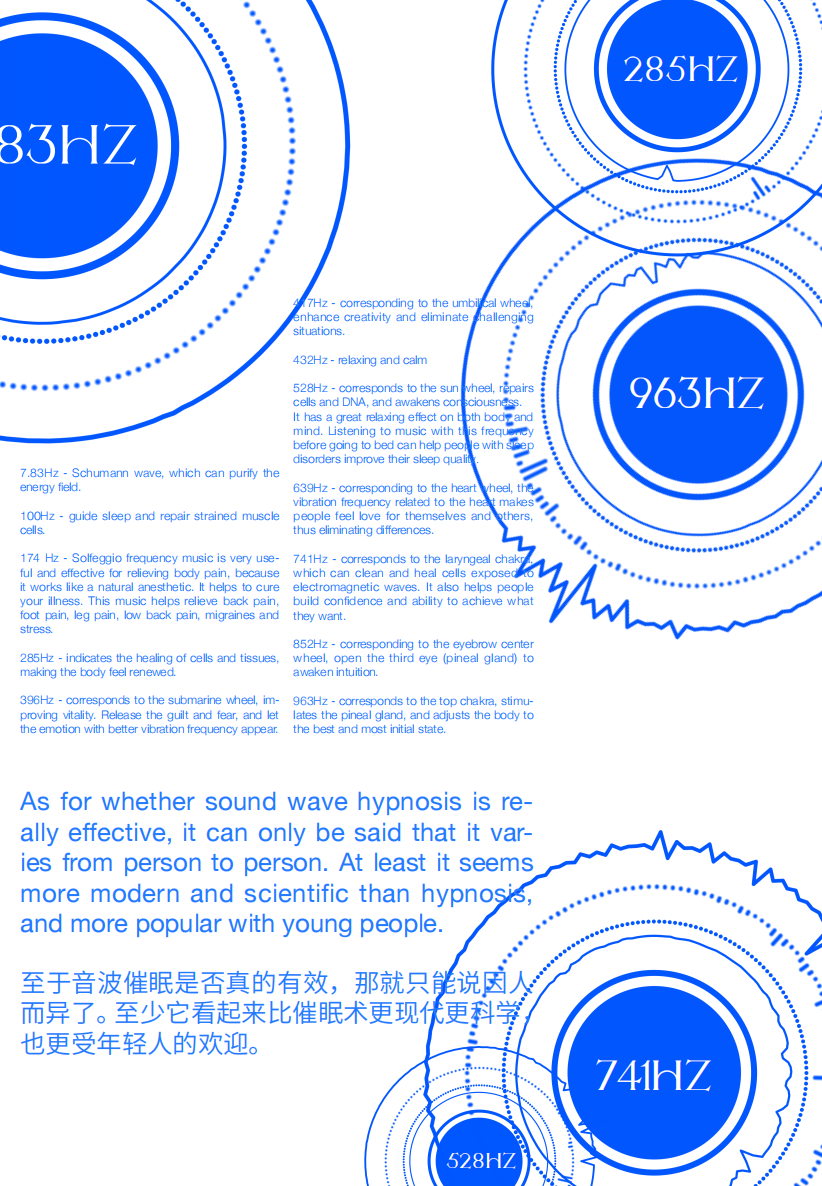 83HZ
285HZ
963HZ
7.83Hz - Schumann wave, which can purify the
energy field.
100Hz - guide sleep and repair strained muscle
cells.
174 Hz - Solfeggio frequency music is very use-
ful and effective for relieving body pain, because
it works like a natural anesthetic. It helps to cure
your illness. This music helps relieve back pain,
foot pain, leg pain, low back pain, migraines and
stress.
285Hz - indicates the healing of cells and tissues,
making the body feel renewed.
396Hz - corresponds to the submarine wheel, im-
proving vitality. Release the guilt and fear, and let
the emotion with better vibration frequency appear.
417Hz - corresponding to the umbilical wheel,
enhance creativity and eliminate challenging
situations.
432Hz - relaxing and calm
528Hz - corresponds to the sun wheel, repairs
cells and DNA, and awakens consciousness.
It has a great relaxing effect on both body and
mind. Listening to music with this frequency
before going to bed can help people with sleep
disorders improve their sleep quality.
639Hz - corresponding to the heart wheel, the
vibration frequency related to the heart makes
people feel love for themselves and others,
thus eliminating differences.
741Hz - corresponds to the laryngeal chakra,
which can clean and heal cells exposed to
electromagnetic waves. It also helps people
build confidence and ability to achieve what
they want.
852Hz - corresponding to the eyebrow center
wheel, open the third eye (pineal gland) to
awaken intuition.
963Hz - corresponds to the top chakra, stimu-
lates the pineal gland, and adjusts the body to
the best and most initial state.
As for whether sound wave hypnosis is re-
ally effective, it can only be said that it var-
ies from person to person. At least it seems
more modern and scientific than hypnosis,
and more popular with young people.
至于音波催眠是否真的有效，那就只能说因人
而异了。至少它看起来比催眠术更现代更科学，
也更受年轻人的欢迎。
741HZ
528HZ